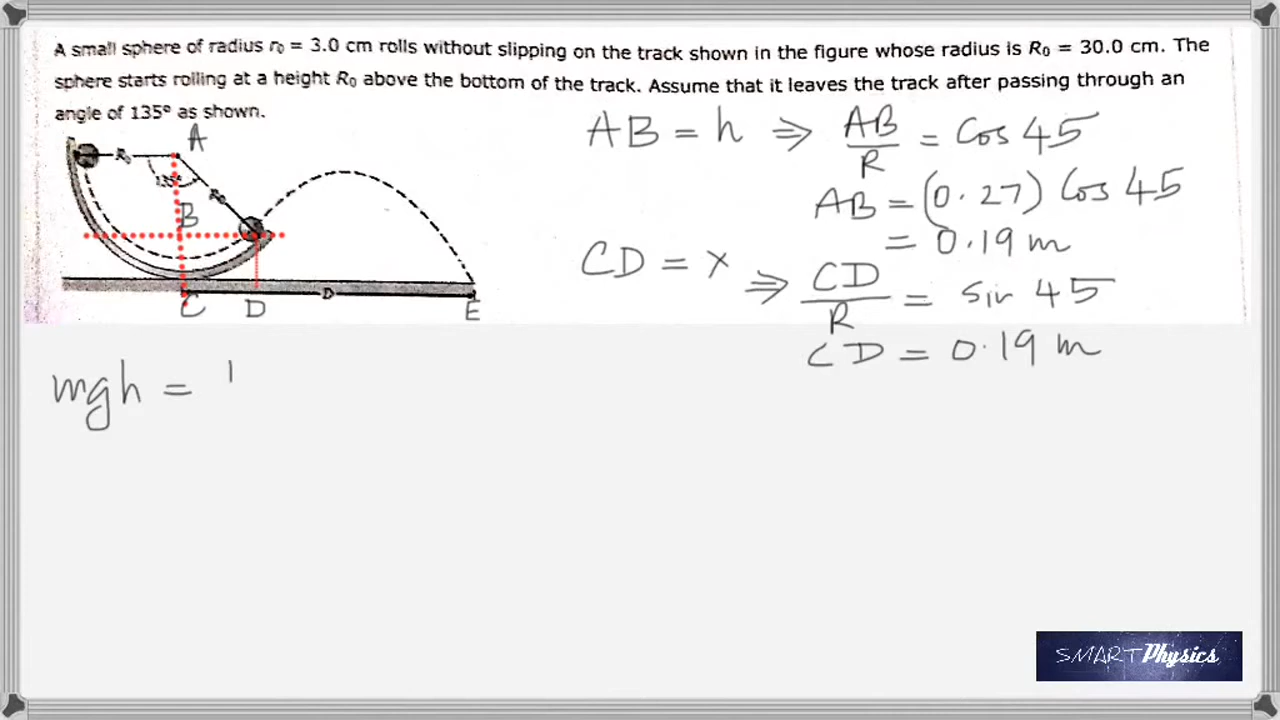 A small sphere of radius r₀ = 3.0 cm rolls without slipping on the track shown in the figure whose radius is R₀ = 30.0 cm. The
sphere starts rolling at a height R₀ above the bottom of the track. Assume that it leaves the track after passing through an
angle of 135° as shown.
A
R₀
135°
R₀
B
D
C D E
AB = h ⇒ AB/R = Cos 45
AB = (0.27) Cos 45
= 0.19 m
CD = x ⇒ CD/R = sin 45
CD = 0.19 m
mgh = 1
SMART Physics